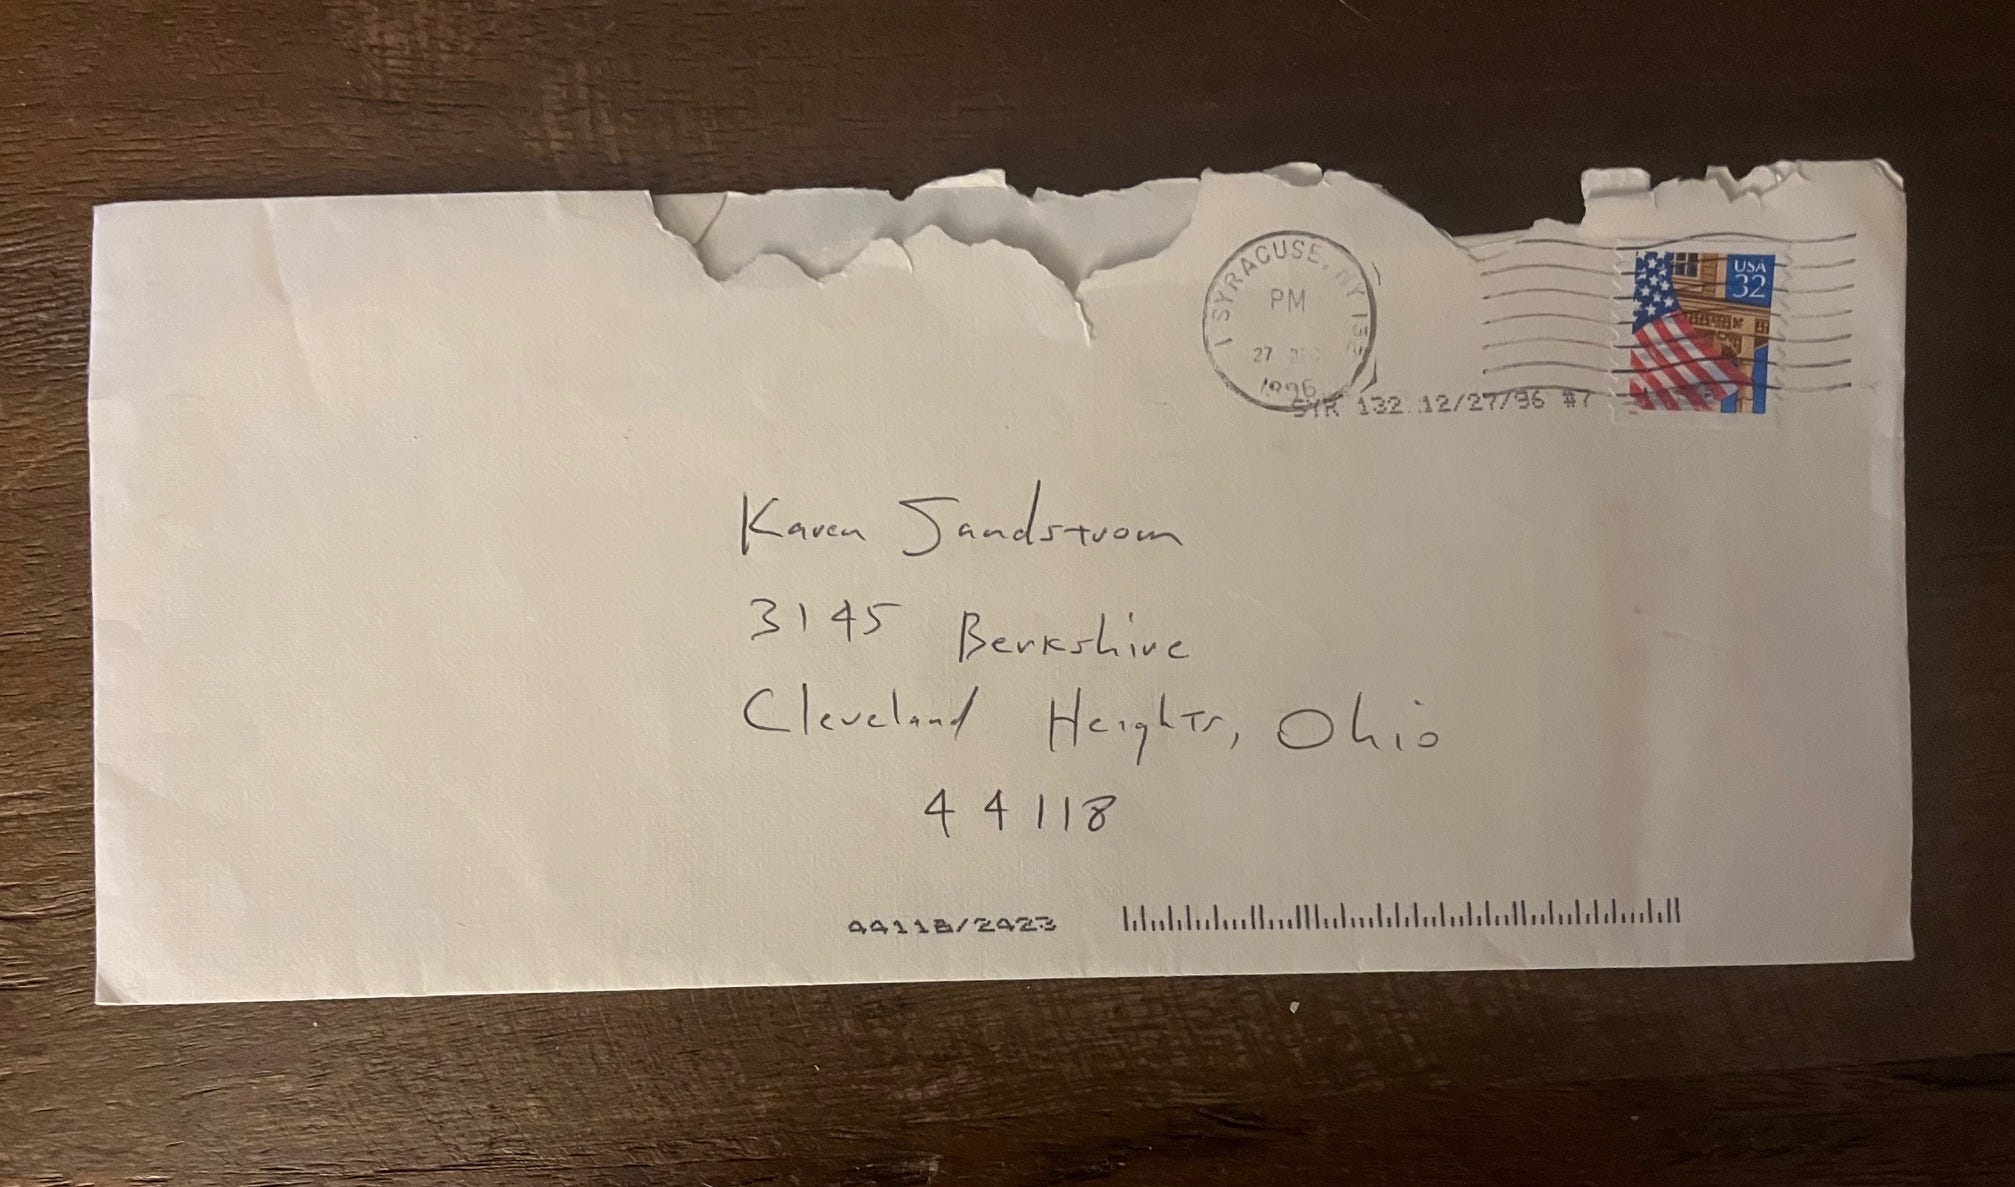 SYRACUSE, NY 132
PM
27 DEC
1996
USA
32
SYR 132 12/27/96 #7
Karen Sandstrom
3145 Berkshire
Cleveland Heights, Ohio
44118
44118/2423